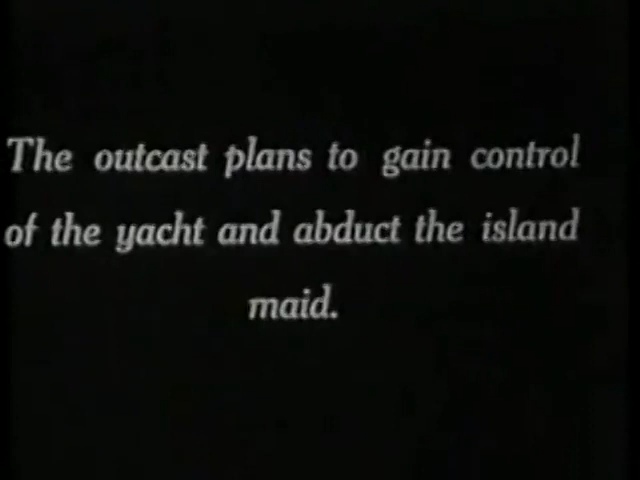 The outcast plans to gain control
of the yacht and abduct the island
maid.